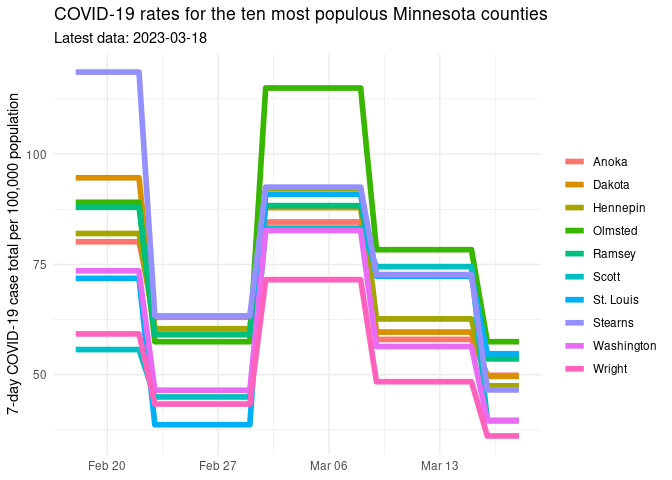 COVID-19 rates for the ten most populous Minnesota counties
Latest data: 2023-03-18
7-day COVID-19 case total per 100,000 population
100
75
50
Feb 20
Feb 27
Mar 06
Mar 13
Anoka
Dakota
Hennepin
Olmsted
Ramsey
Scott
St. Louis
Stearns
Washington
Wright